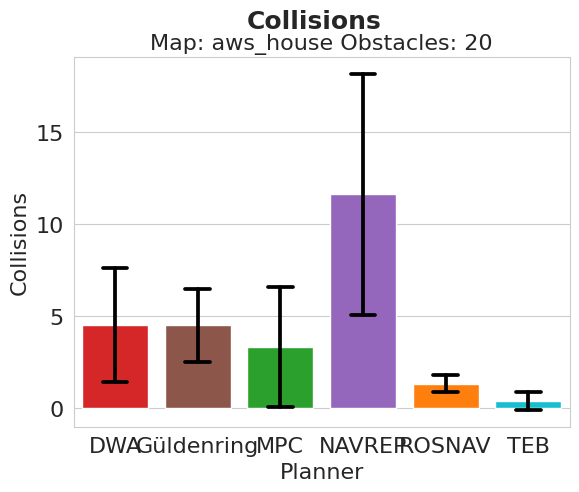 Collisions
Map: aws_house Obstacles: 20
Collisions
15
10
5
0
DWA Güldenring MPC NAVREP ROSNAV TEB
Planner